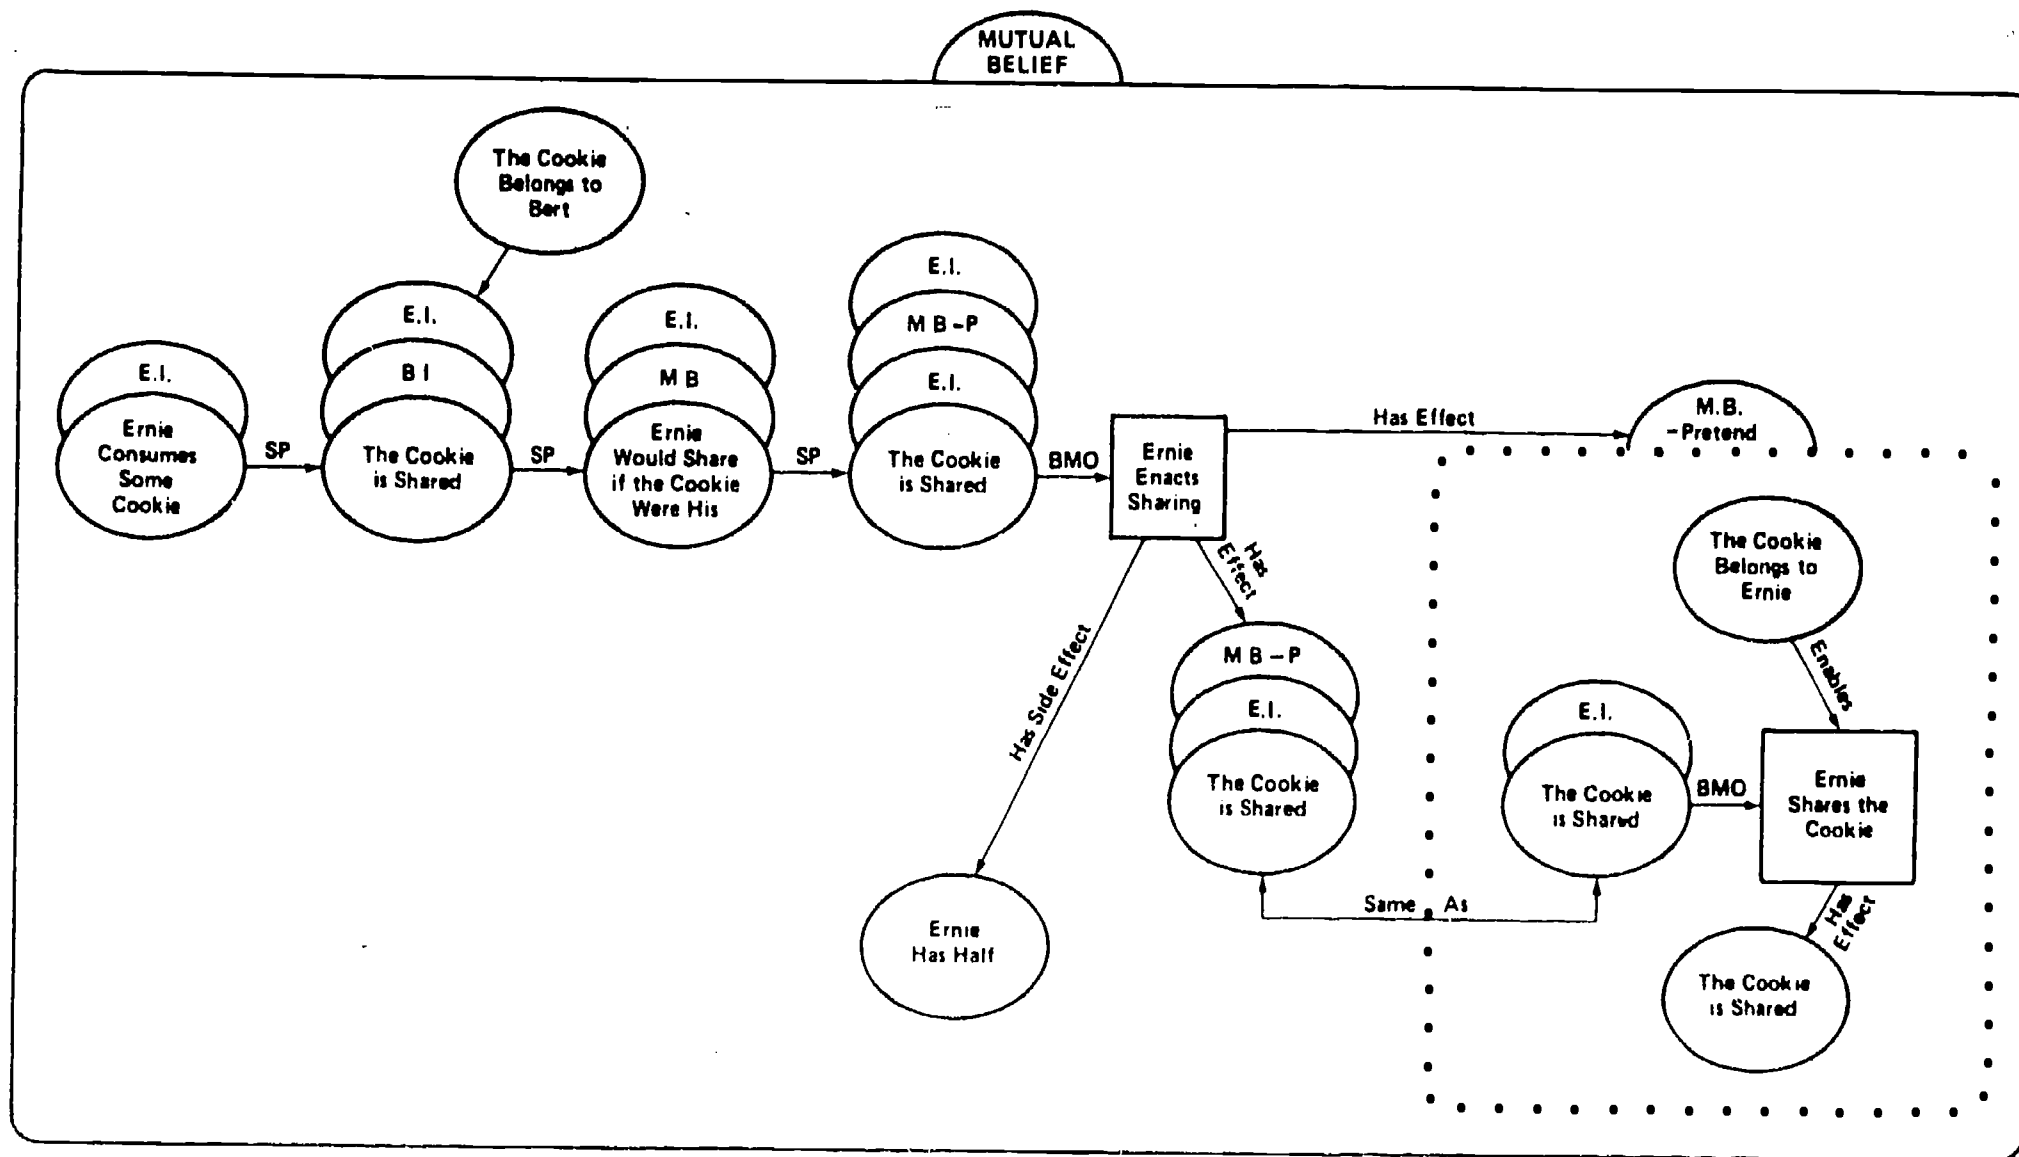 MUTUAL
BELIEF
The Cookie
Belongs to
Bert
E.I.
Ernie
Consumes
Some
Cookie
SP
E.I.
B I
The Cookie
is Shared
SP
E.I.
M B
Ernie
Would Share
if the Cookie
Were His
SP
E.I.
M B - P
E.I.
The Cookie
is Shared
BMO
Ernie
Enacts
Sharing
Has Effect
M.B.
- Pretend
Has
Effect
Has Side Effect
Ernie
Has Half
M B - P
E.I.
The Cookie
is Shared
Same As
The Cookie
Belongs to
Ernie
Enables
E.I.
The Cookie
is Shared
BMO
Ernie
Shares the
Cookie
Has
Effect
The Cookie
is Shared